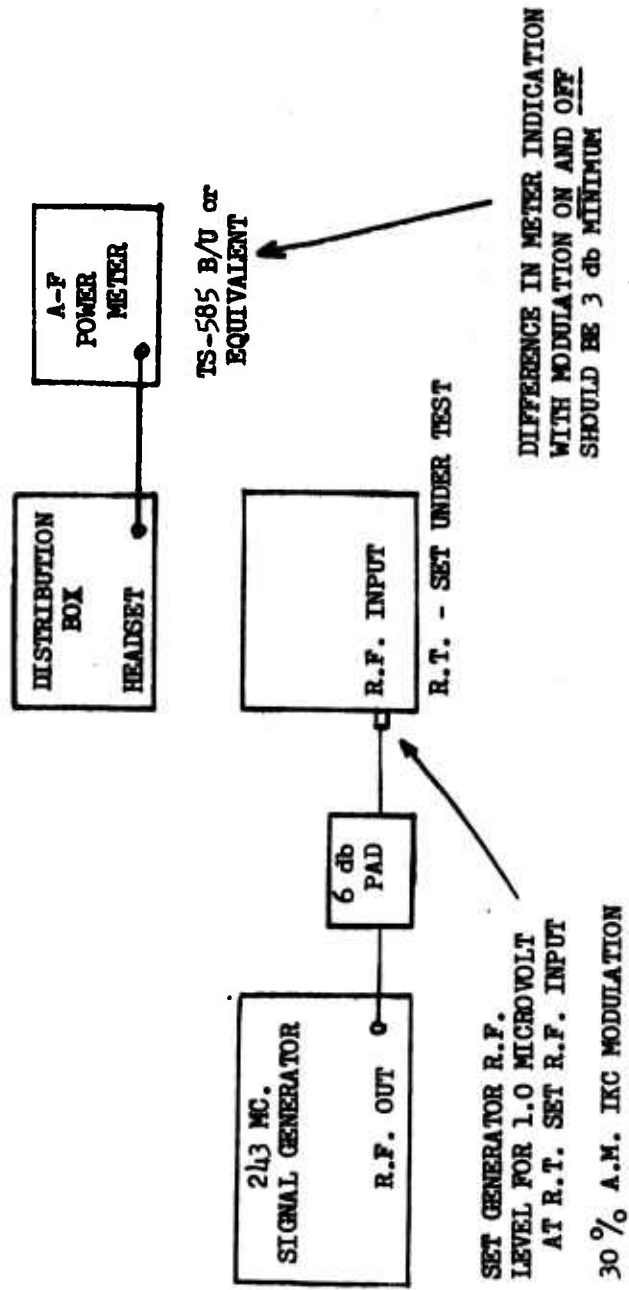 243 MC.
SIGNAL GENERATOR
R.F. OUT
6 db
PAD
R.F. INPUT
R.T. - SET UNDER TEST
DISTRIBUTION
BOX
HEADSET
A-F
POWER
METER
TS-585 B/U or
EQUIVALENT
SET GENERATOR R.F.
LEVEL FOR 1.0 MICROVOLT
AT R.T. SET R.F. INPUT
30% A.M. IKC MODULATION
DIFFERENCE IN METER INDICATION
WITH MODULATION ON AND OFF
SHOULD BE 3 db MINIMUM